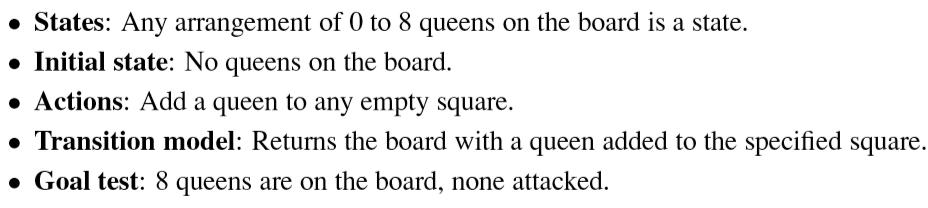 • States: Any arrangement of 0 to 8 queens on the board is a state.
• Initial state: No queens on the board.
• Actions: Add a queen to any empty square.
• Transition model: Returns the board with a queen added to the specified square.
• Goal test: 8 queens are on the board, none attacked.